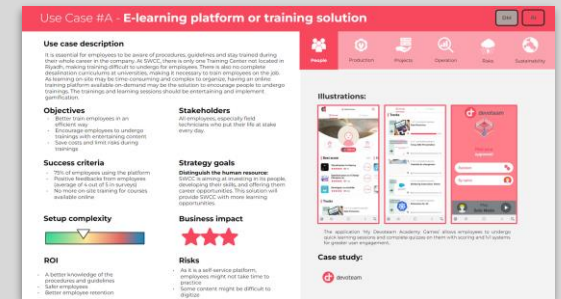 Use Case #A - E-learning platform or training solution
DM
PI
Use case description
It is essential for employees to be aware of procedures, guidelines and stay trained during
their whole career in the company. At SWCC, there is only one Training Center not located in
Riyadh, making training difficult to undergo for employees. There is also no complete
desalination curriculums at universities, making it necessary to train employees on the job.
As learning on-site may be time-consuming and complex to organize, having an online
training platform available on-demand may be the solution to encourage people to undergo
trainings. The trainings and learning sessions should be entertaining and implement
gamification.
Objectives
- Better train employees in an
efficient way
- Encourage employees to undergo
trainings with entertaining content
- Save costs and limit risks during
trainings
Stakeholders
All employees, especially field
technicians who put their life at stake
every day.
Success criteria
- 75% of employees using the platform
- Positive feedbacks from employees
(average of 4 out of 5 in surveys)
- No more on-site training for courses
available online
Strategy goals
Distinguish the human resource:
SWCC is aiming at investing in its people,
developing their skills, and offering them
career opportunities. This solution will
provide SWCC with more learning
opportunities.
Setup complexity
Business impact
ROI
- A better knowledge of the
procedures and guidelines
- Safer employees
- Better employee retention
Risks
- As it is a self-service platform,
employees might not take time to
practice
- Some content might be difficult to
digitize
People
Production
Projects
Operation
Risks
Sustainability
Illustrations:
devoteam
The application 'My Devoteam Academy Games' allows employees to undergo
quick learning sessions and complete quizzes on them with scoring and 1v1 systems
for greater user engagement.
Case study:
devoteam